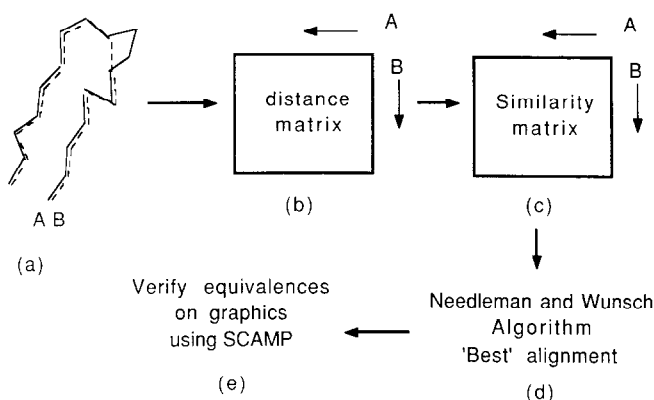 A B
(a)
A
B
distance
matrix
(b)
A
B
Similarity
matrix
(c)
Needleman and Wunsch
Algorithm
'Best' alignment
(d)
Verify equivalences
on graphics
using SCAMP
(e)